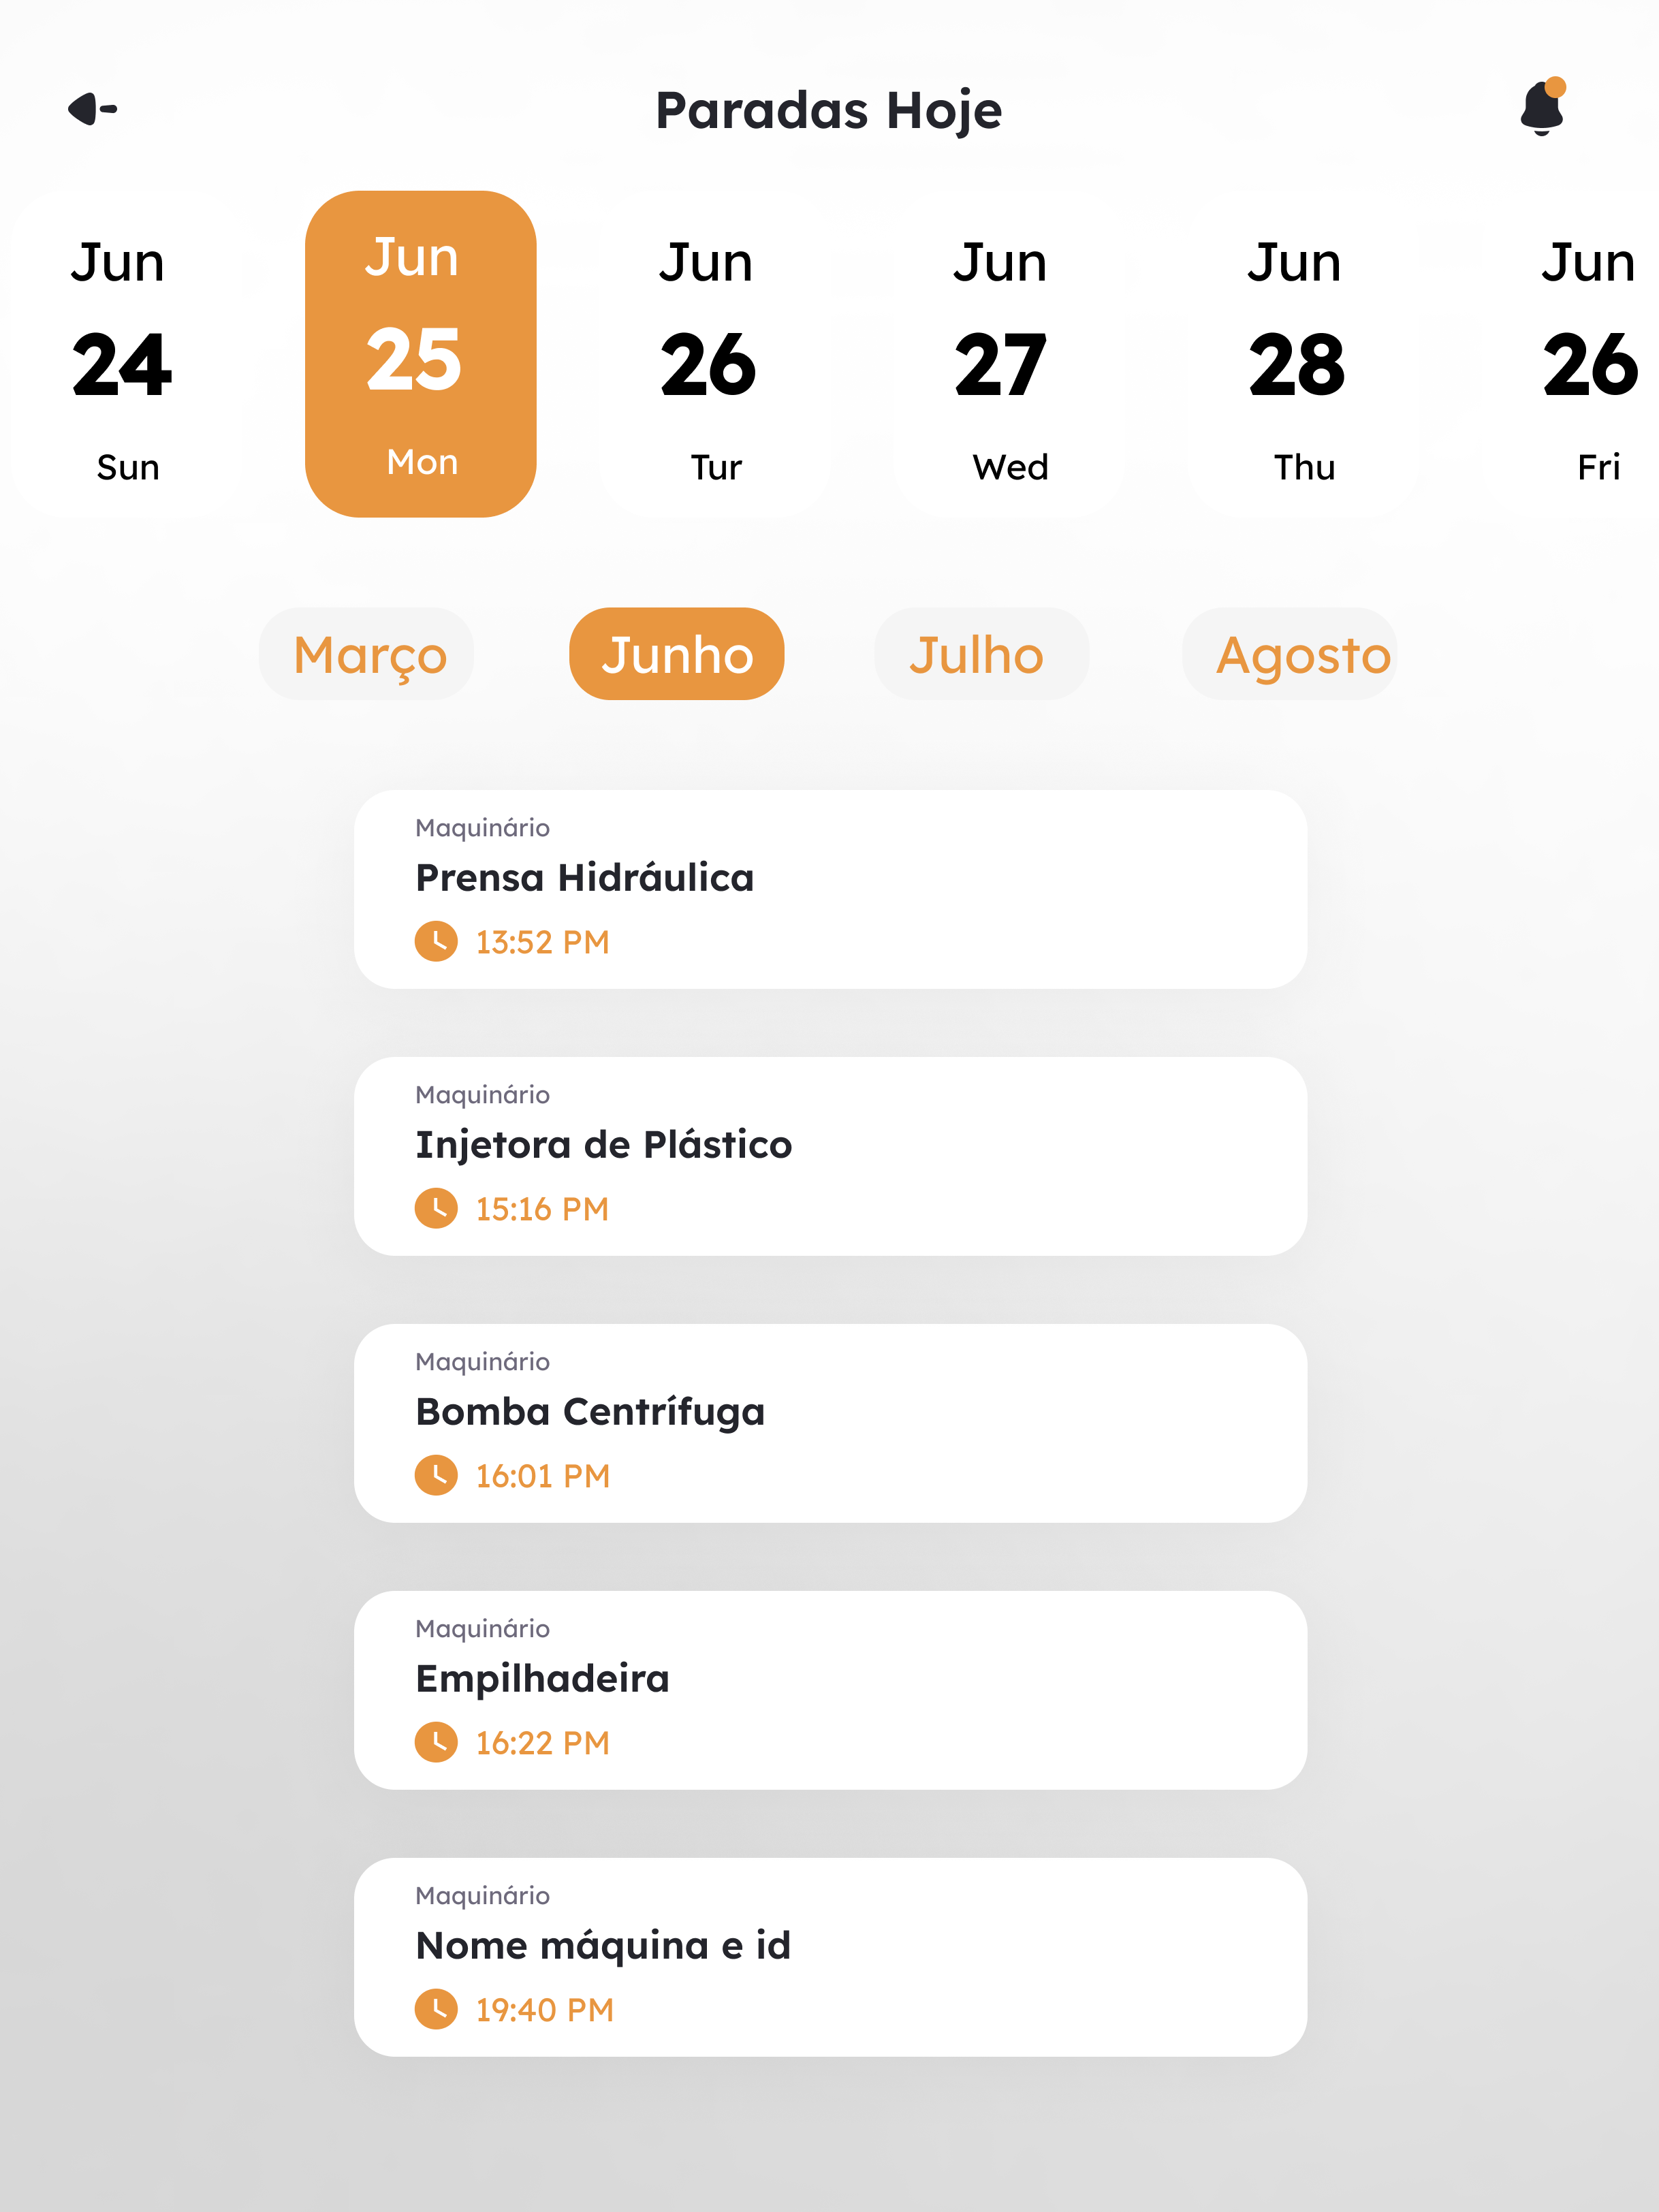 Paradas Hoje
Jun Jun Jun Jun Jun Jun
24 25 26 27 28 26
Sun Mon Tur Wed Thu Fri
Março Junho Julho Agosto
Maquinário
Prensa Hidráulica
13:52 PM
Maquinário
Injetora de Plástico
15:16 PM
Maquinário
Bomba Centrífuga
16:01 PM
Maquinário
Empilhadeira
16:22 PM
Maquinário
Nome máquina e id
19:40 PM